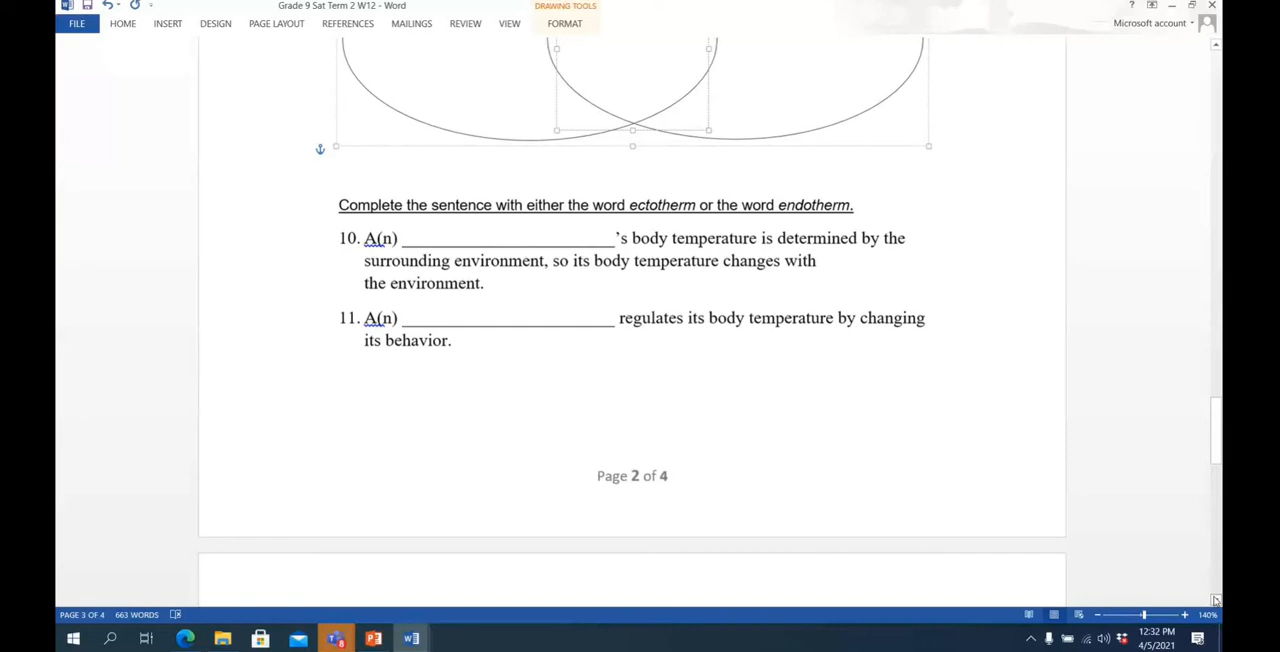 Grade 9 Sat Term 2 W12 - Word
DRAWING TOOLS
?
FILE HOME INSERT DESIGN PAGE LAYOUT REFERENCES MAILINGS REVIEW VIEW FORMAT
Microsoft account
Complete the sentence with either the word ectotherm or the word endotherm.
10. A(n) _________________________'s body temperature is determined by the
surrounding environment, so its body temperature changes with
the environment.
11. A(n) _________________________ regulates its body temperature by changing
its behavior.
Page 2 of 4
PAGE 3 OF 4 663 WORDS
140%
8
12:32 PM
4/5/2021